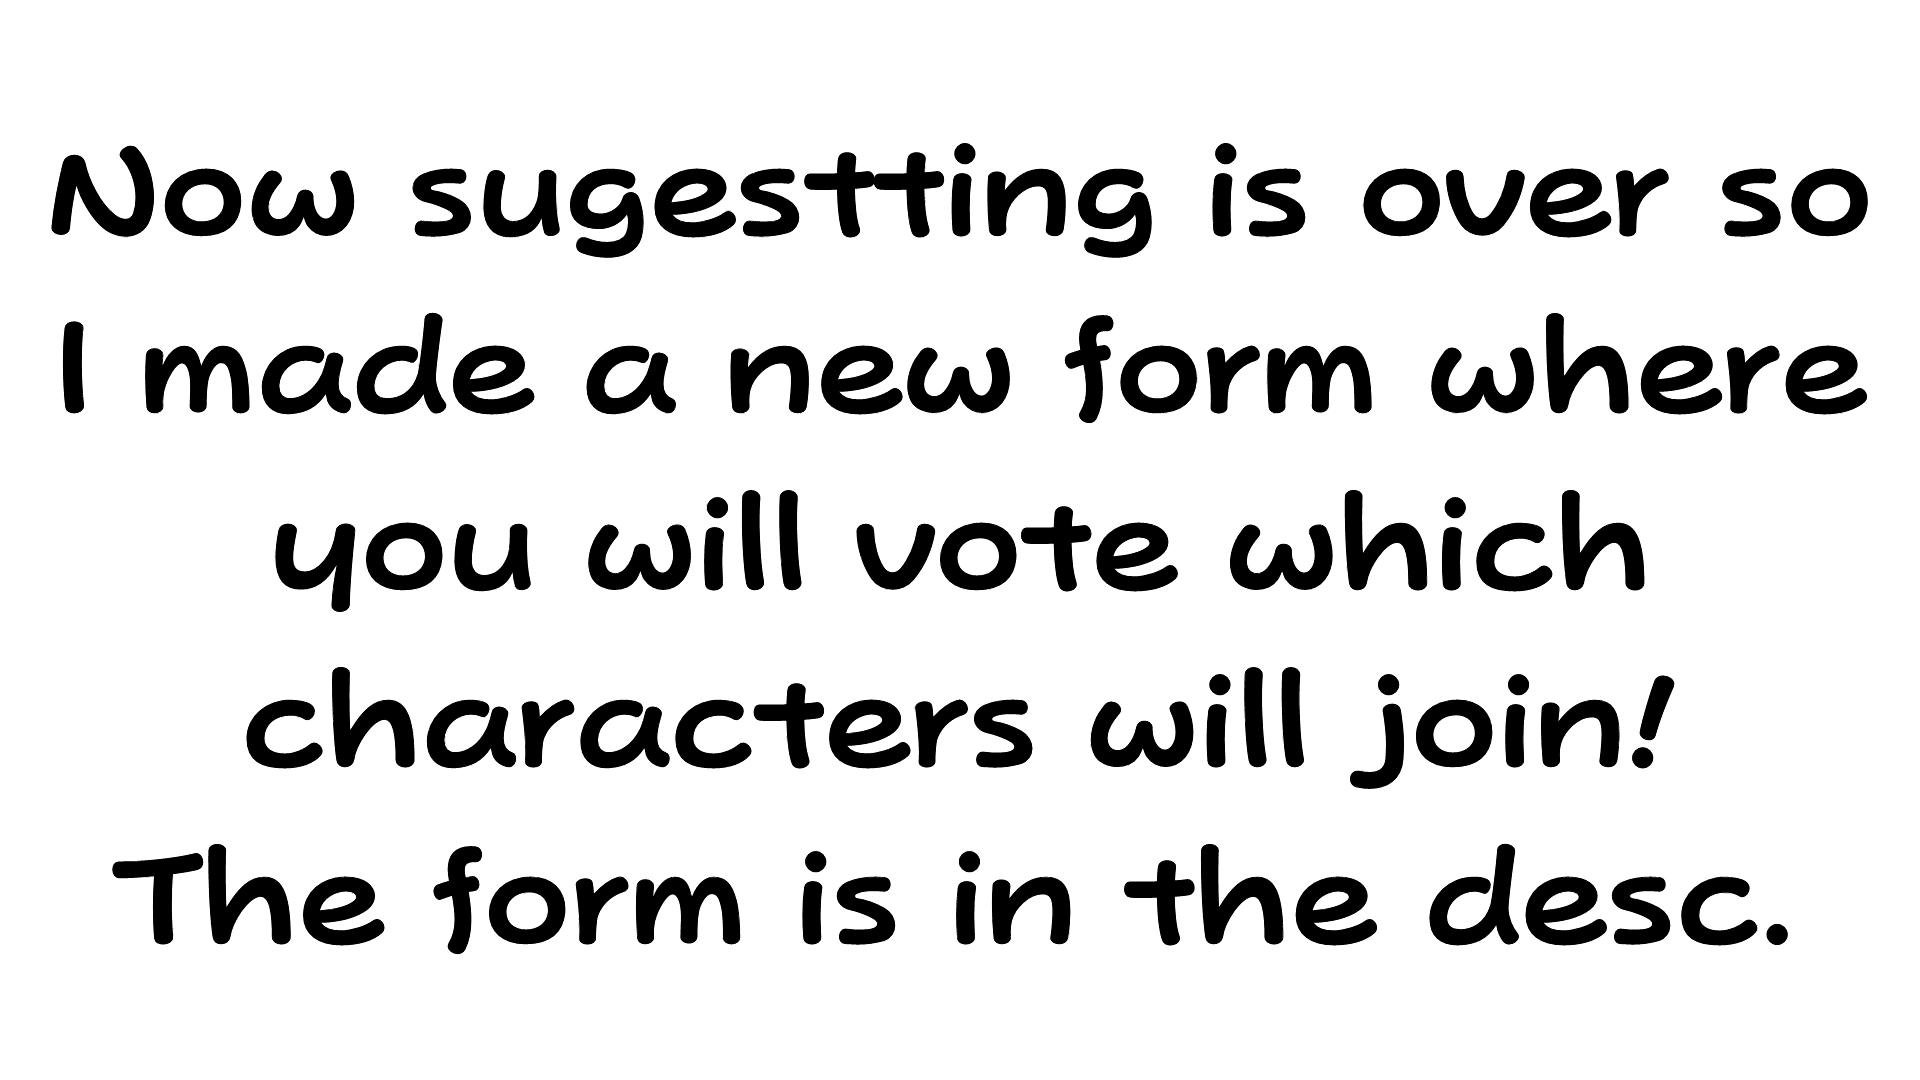 Now sugestting is over so
I made a new form where
you will vote which
characters will join!
The form is in the desc.